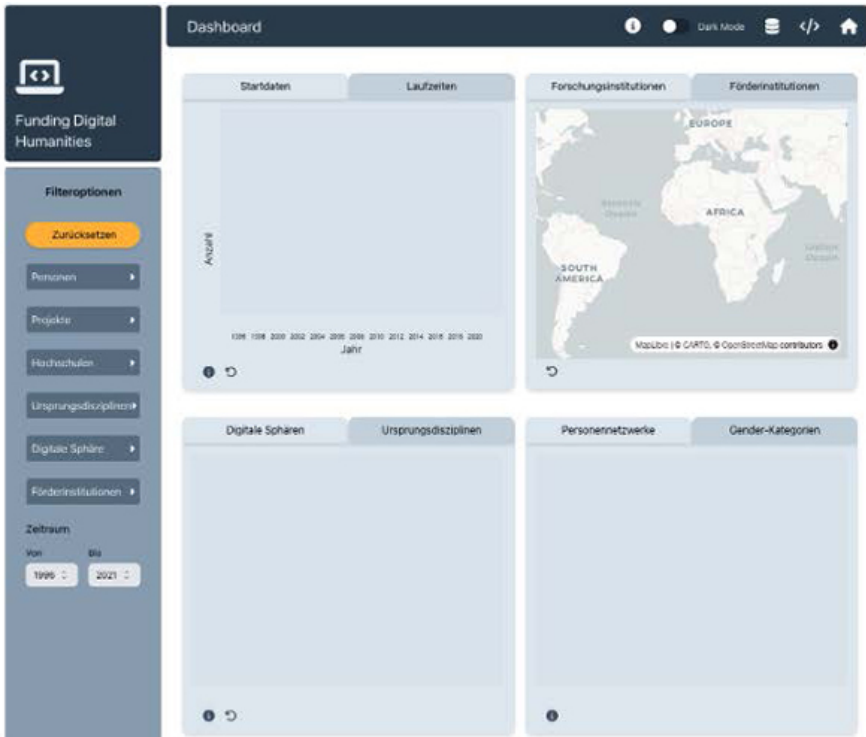 Dashboard
Dark Mode
Funding Digital
Humanities
Filteroptionen
Zurücksetzen
Personen
Projekte
Hochschulen
Ursprungsdisziplinen
Digitale Sphäre
Förderinstitutionen
Zeitraum
Von Bis
1996 2021
Startdaten Laufzeiten
Anzahl
1996 1998 2000 2002 2004 2006 2008 2010 2012 2014 2016 2018 2020
Jahr
Forschungsinstitutionen Förderinstitutionen
EUROPE
AFRICA
SOUTH
AMERICA
MapLibre | © CARTO, © OpenStreetMap contributors
Digitale Sphären Ursprungsdisziplinen
Personennetzwerke Gender-Kategorien